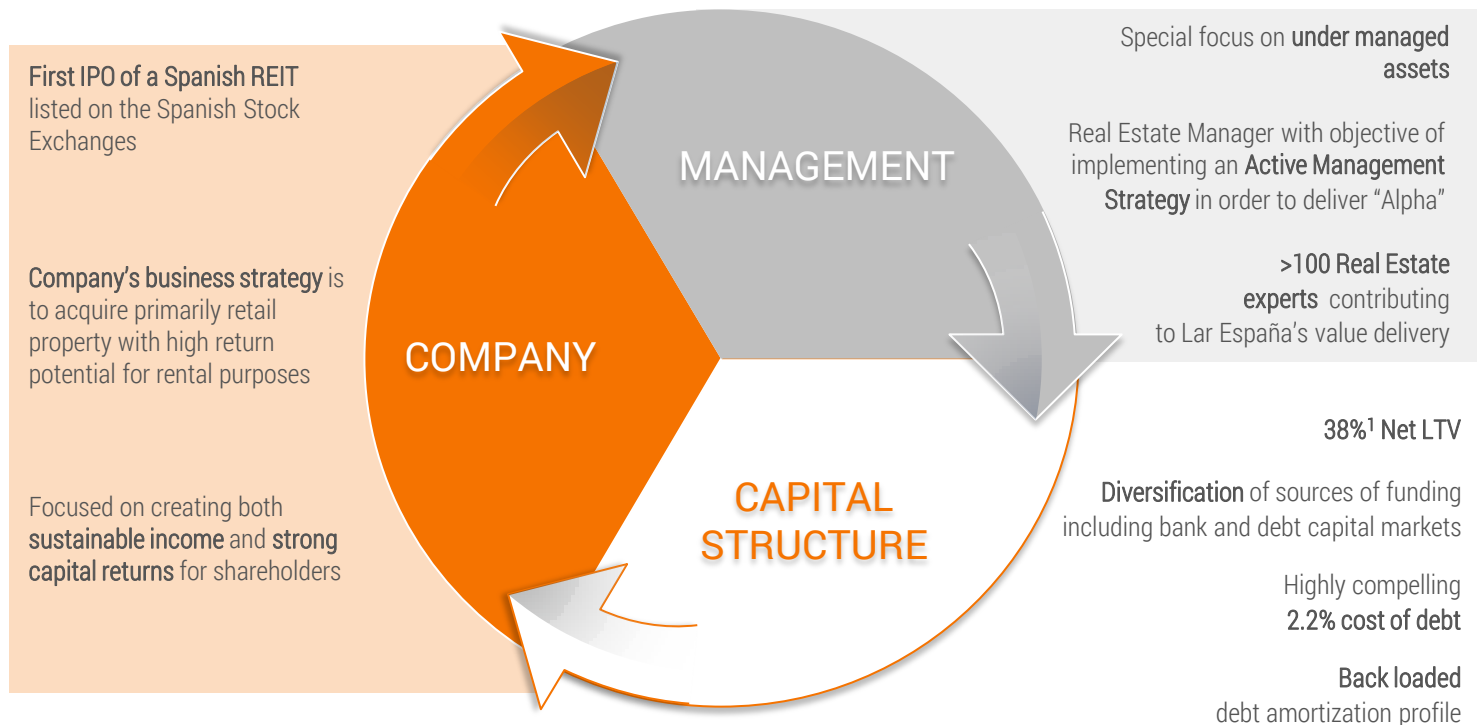 First IPO of a Spanish REIT
listed on the Spanish Stock
Exchanges
Company's business strategy is
to acquire primarily retail
property with high return
potential for rental purposes
Focused on creating both
sustainable income and strong
capital returns for shareholders
COMPANY
MANAGEMENT
CAPITAL
STRUCTURE
Special focus on under managed
assets
Real Estate Manager with objective of
implementing an Active Management
Strategy in order to deliver “Alpha”
>100 Real Estate
experts contributing
to Lar España's value delivery
38%¹ Net LTV
Diversification of sources of funding
including bank and debt capital markets
Highly compelling
2.2% cost of debt
Back loaded
debt amortization profile